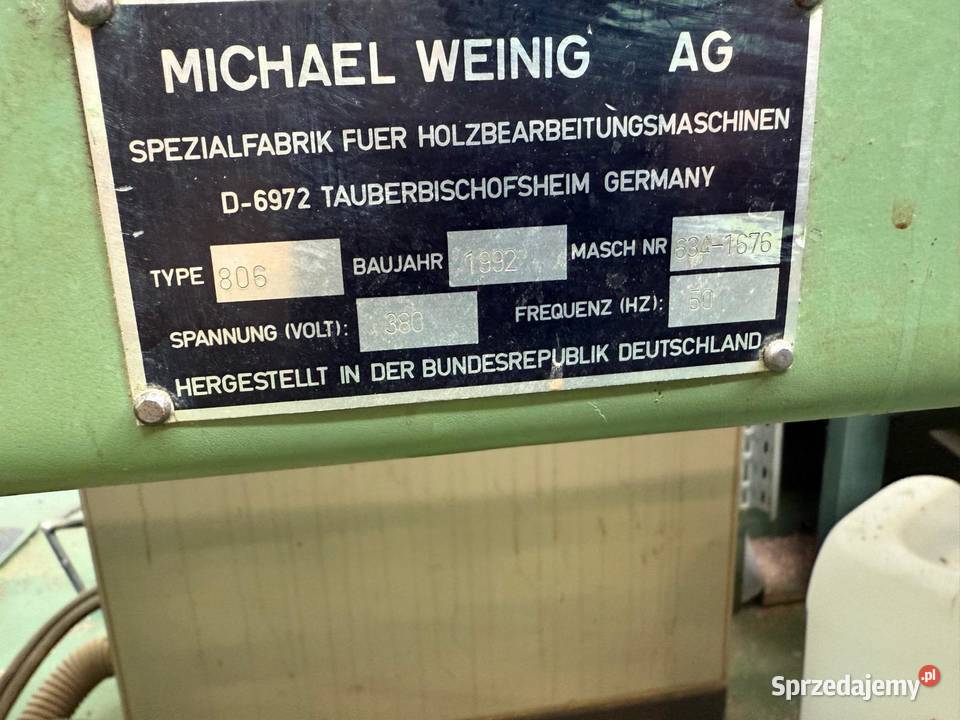 MICHAEL WEINIG AG
SPEZIALFABRIK FUER HOLZBEARBEITUNGSMASCHINEN
D-6972 TAUBERBISCHOFSHEIM GERMANY
TYPE 806 BAUJAHR 1992 MASCH NR 634-1676
SPANNUNG (VOLT): 380 FREQUENZ (HZ): 50
HERGESTELLT IN DER BUNDESREPUBLIK DEUTSCHLAND
Sprzedajemy.pl